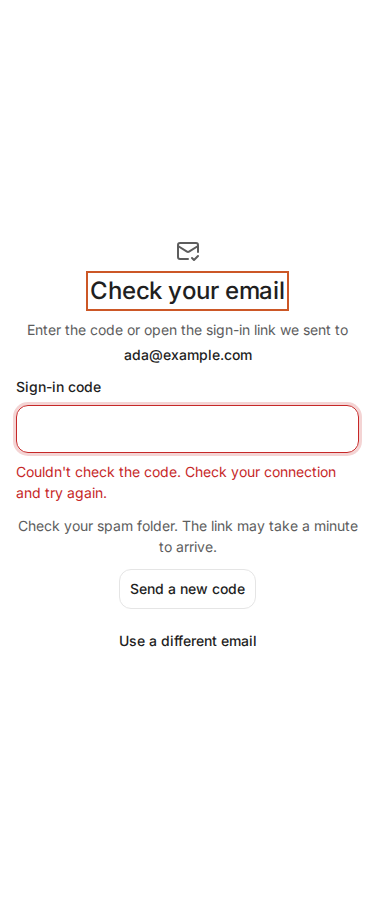 Check your email
Enter the code or open the sign-in link we sent to
ada@example.com
Sign-in code
Couldn't check the code. Check your connection
and try again.
Check your spam folder. The link may take a minute
to arrive.
Send a new code
Use a different email